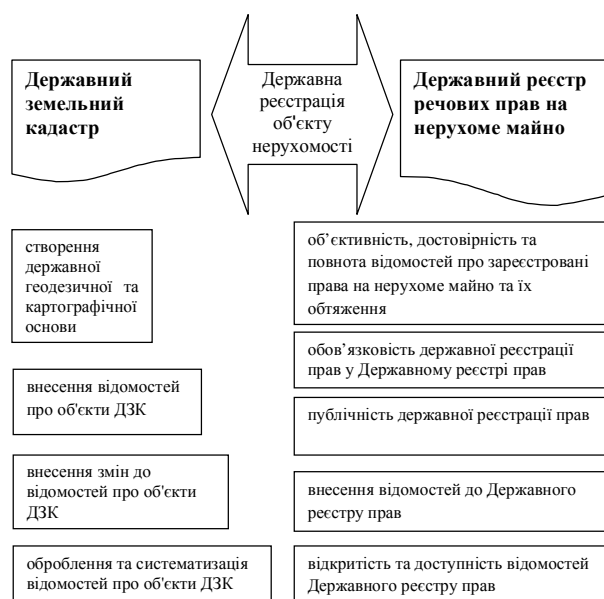 Державний
земельний
кадастр
Державна
реєстрація
об'єкту
нерухомості
Державний реєстр
речових прав на
нерухоме майно
створення
державної
геодезичної та
картографічної
основи
внесення відомостей
про об'єкти ДЗК
внесення змін до
відомостей про об'єкти
ДЗК
оброблення та систематизація
відомостей про об'єкти ДЗК
об’єктивність, достовірність та
повнота відомостей про зареєстровані
права на нерухоме майно та їх
обтяження
обов’язковість державної реєстрації
прав у Державному реєстрі прав
публічність державної реєстрації прав
внесення відомостей до Державного
реєстру прав
відкритість та доступність відомостей
Державного реєстру прав